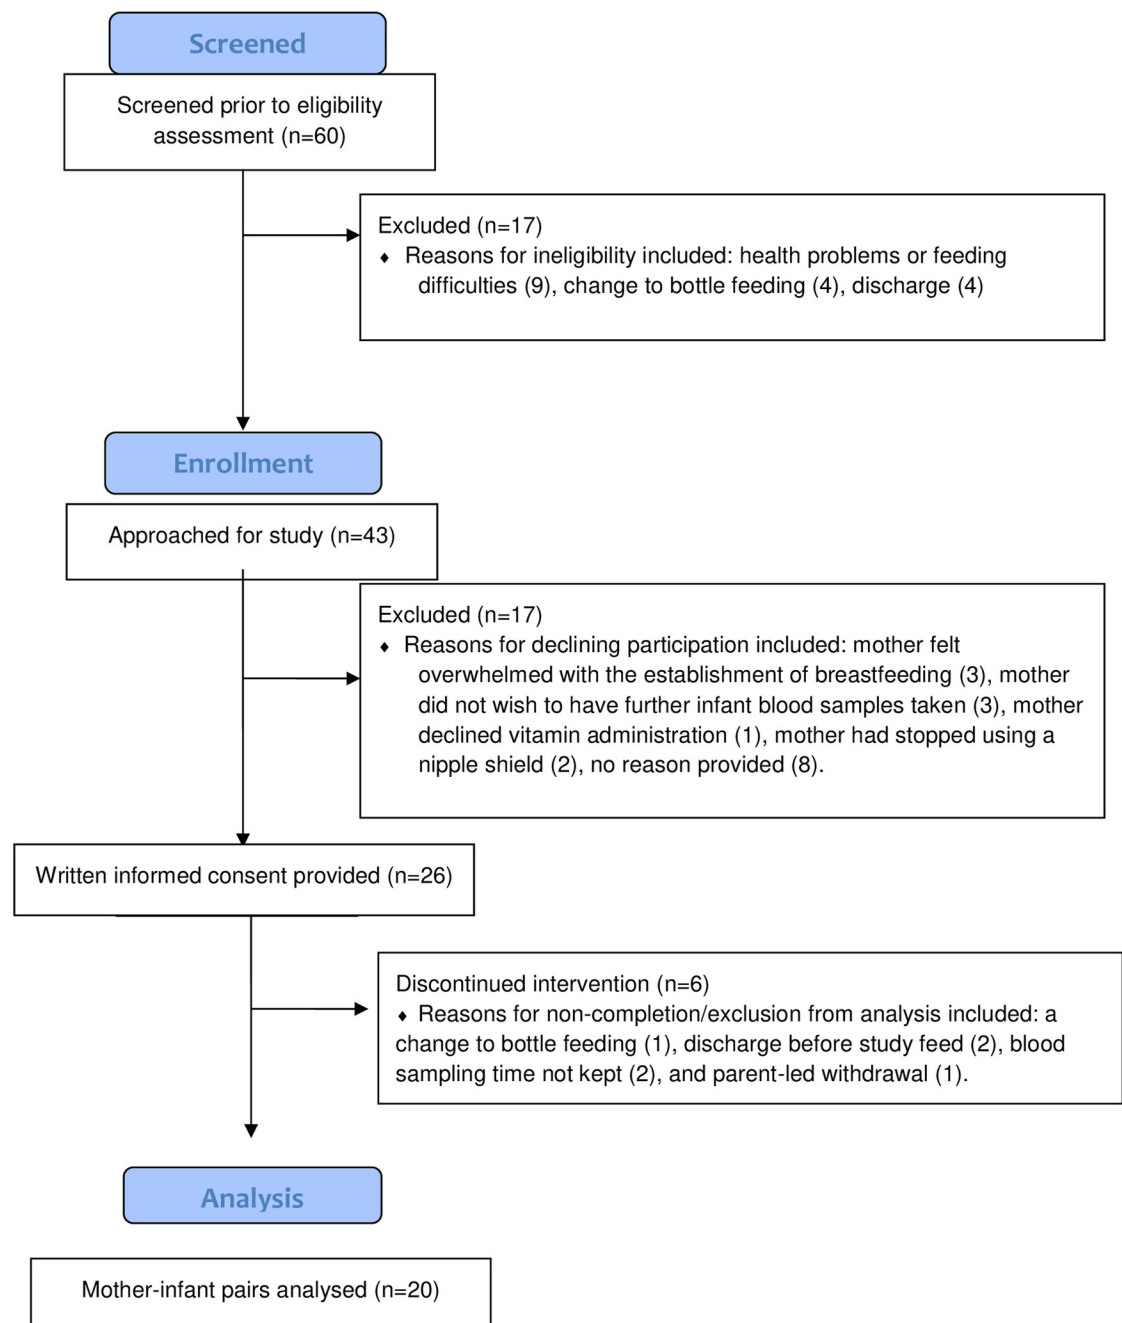 Screened
Screened prior to eligibility
assessment (n=60)
Excluded (n=17)
♦ Reasons for ineligibility included: health problems or feeding
difficulties (9), change to bottle feeding (4), discharge (4)
Enrollment
Approached for study (n=43)
Excluded (n=17)
♦ Reasons for declining participation included: mother felt
overwhelmed with the establishment of breastfeeding (3), mother
did not wish to have further infant blood samples taken (3), mother
declined vitamin administration (1), mother had stopped using a
nipple shield (2), no reason provided (8).
Written informed consent provided (n=26)
Discontinued intervention (n=6)
♦ Reasons for non-completion/exclusion from analysis included: a
change to bottle feeding (1), discharge before study feed (2), blood
sampling time not kept (2), and parent-led withdrawal (1).
Analysis
Mother-infant pairs analysed (n=20)